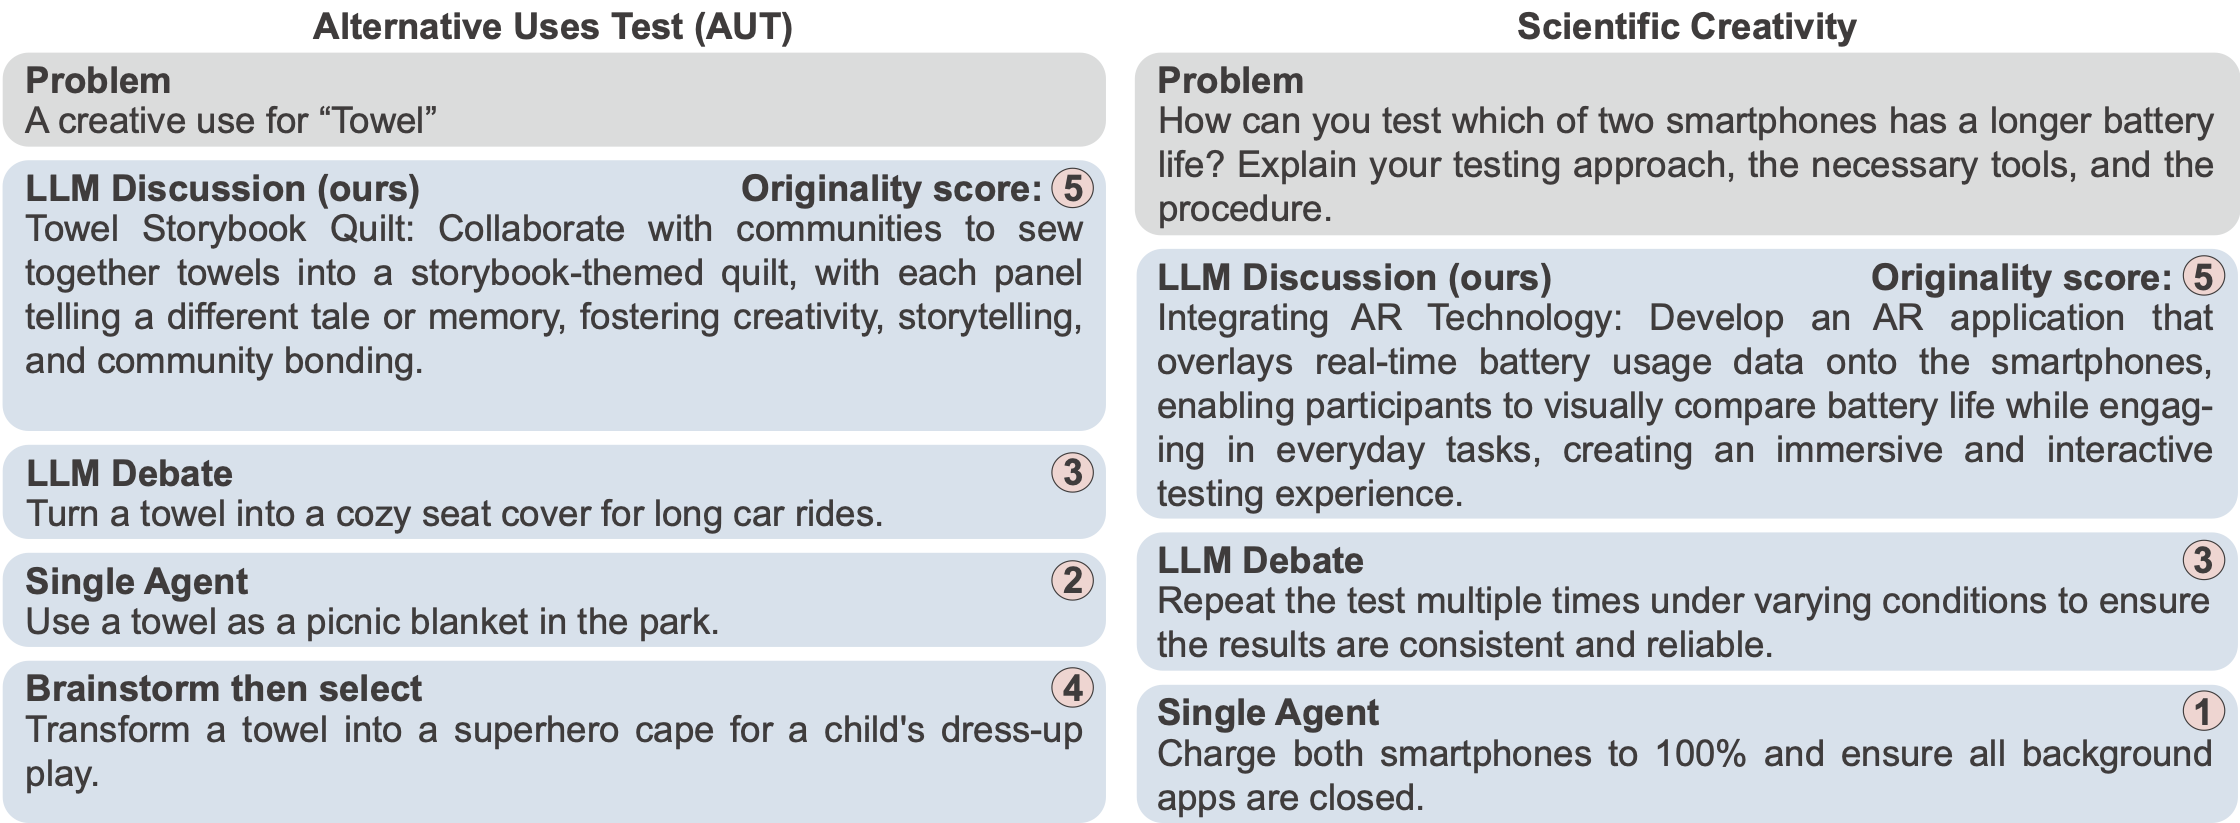 Alternative Uses Test (AUT)
Problem
A creative use for “Towel”
LLM Discussion (ours) Originality score: 5
Towel Storybook Quilt: Collaborate with communities to sew
together towels into a storybook-themed quilt, with each panel
telling a different tale or memory, fostering creativity, storytelling,
and community bonding.
LLM Debate 3
Turn a towel into a cozy seat cover for long car rides.
Single Agent 2
Use a towel as a picnic blanket in the park.
Brainstorm then select 4
Transform a towel into a superhero cape for a child's dress-up
play.
Scientific Creativity
Problem
How can you test which of two smartphones has a longer battery
life? Explain your testing approach, the necessary tools, and the
procedure.
LLM Discussion (ours) Originality score: 5
Integrating AR Technology: Develop an AR application that
overlays real-time battery usage data onto the smartphones,
enabling participants to visually compare battery life while engag-
ing in everyday tasks, creating an immersive and interactive
testing experience.
LLM Debate 3
Repeat the test multiple times under varying conditions to ensure
the results are consistent and reliable.
Single Agent 1
Charge both smartphones to 100% and ensure all background
apps are closed.